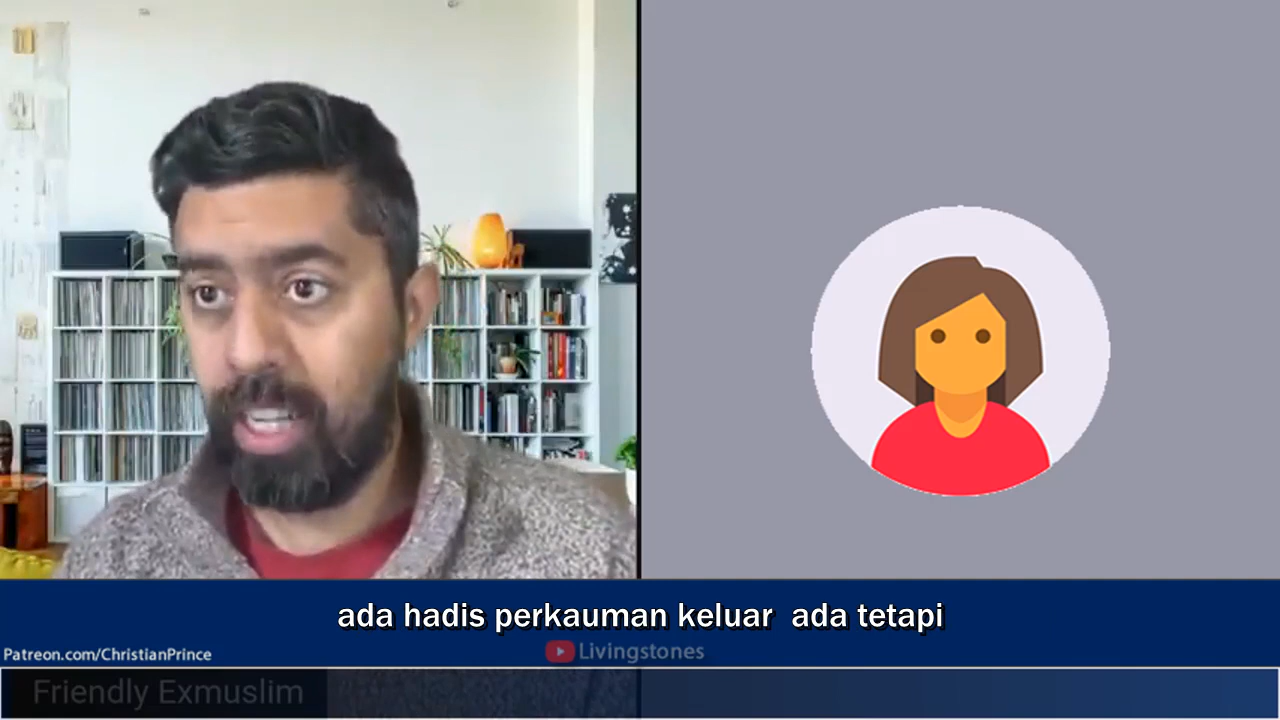 ada hadis perkauman keluar  ada tetapi
Patreon.com/ChristianPrince
Livingstones
Friendly Exmuslim